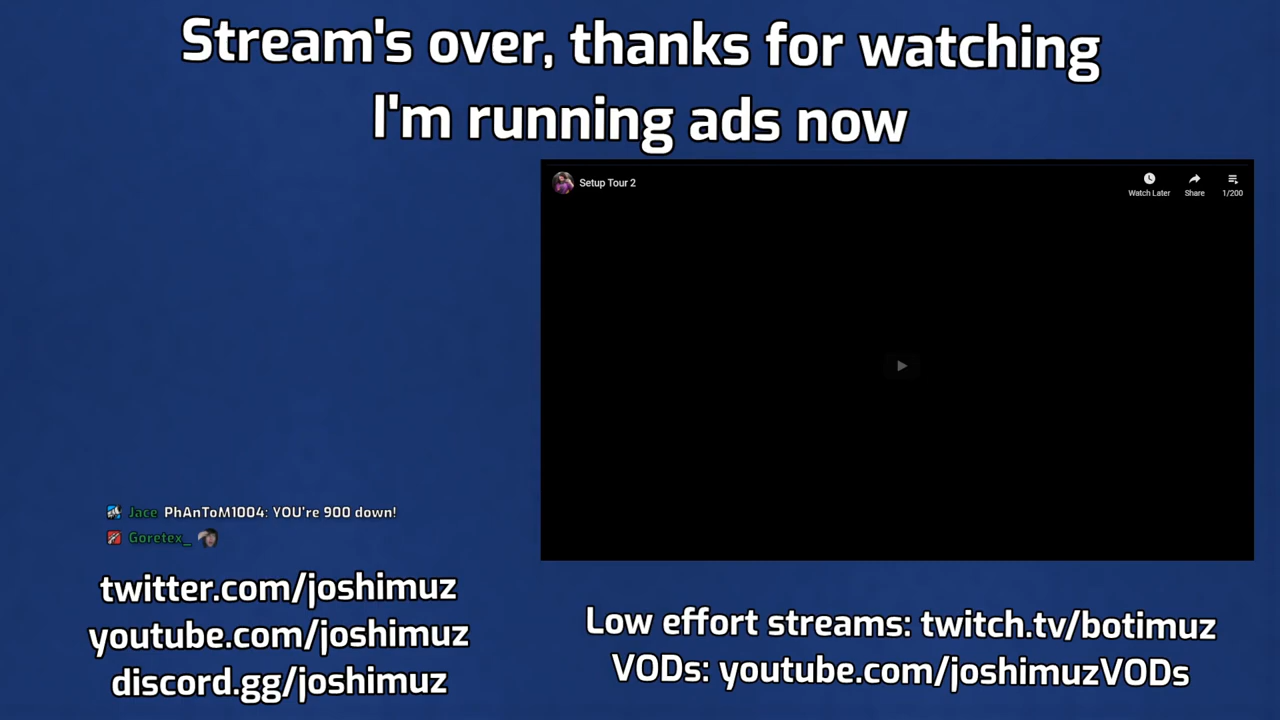 Stream's over, thanks for watching
I'm running ads now
Setup Tour 2
Watch Later
Share
1/200
Jace PhAnToM1004: YOU're 900 down!
Goretex_
twitter.com/joshimuz
youtube.com/joshimuz
discord.gg/joshimuz
Low effort streams: twitch.tv/botimuz
VODs: youtube.com/joshimuzVODs